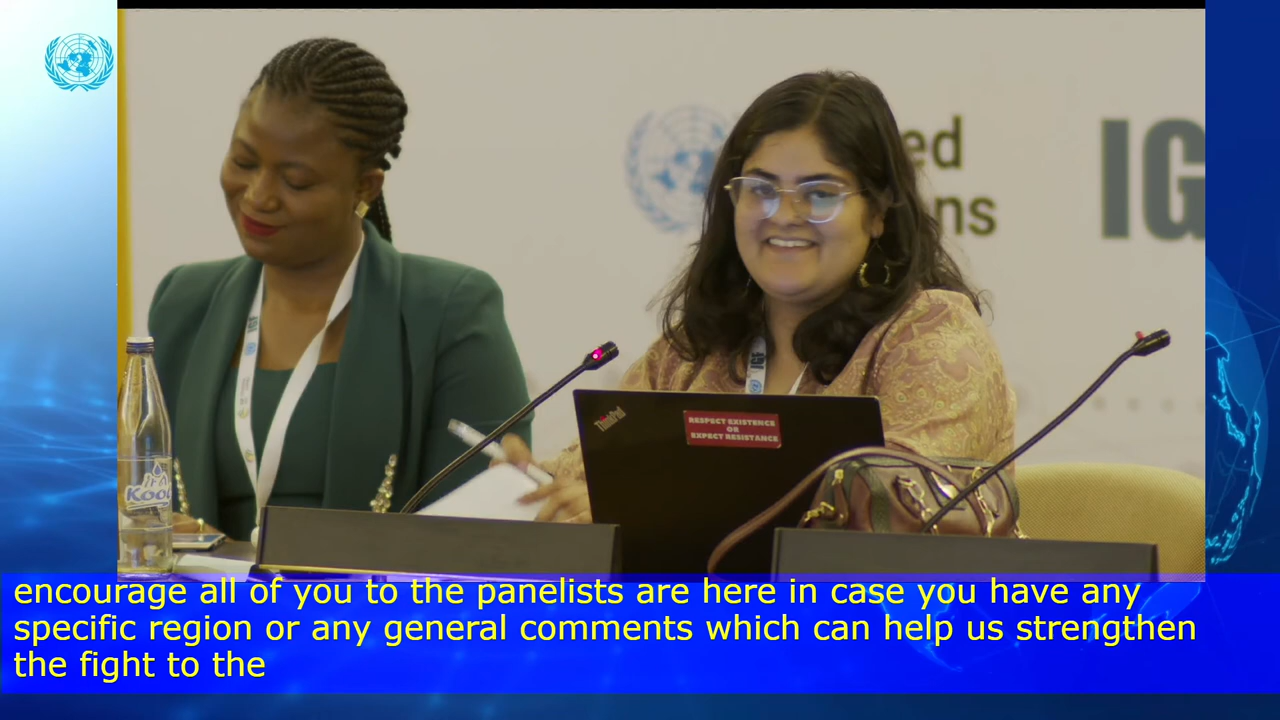 ed
ns
IG
IGF
ThinkPad
RESPECT EXISTENCE
OR
EXPECT RESISTANCE
Kool
encourage all of you to the panelists are here in case you have any
specific region or any general comments which can help us strengthen
the fight to the